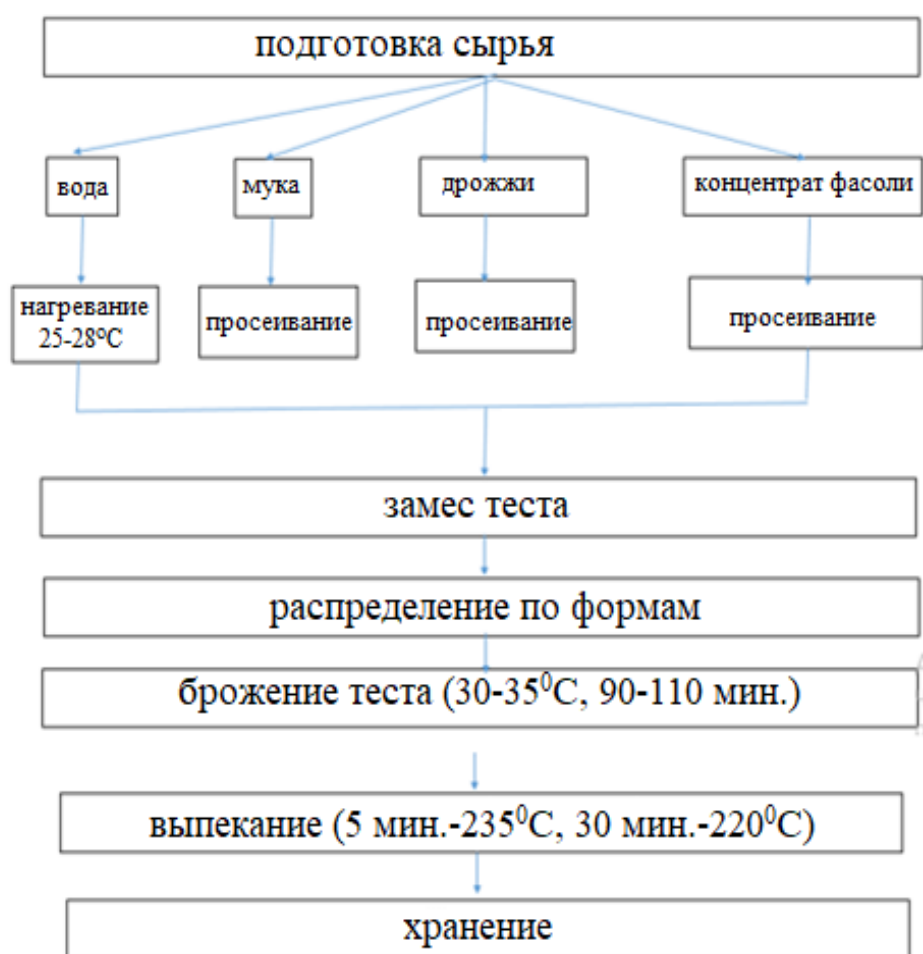 подготовка сырья
вода
мука
дрожжи
концентрат фасоли
нагревание
25-28°С
просеивание
просеивание
просеивание
замес теста
распределение по формам
брожение теста (30-35⁰С, 90-110 мин.)
выпекание (5 мин.-235⁰С, 30 мин.-220⁰С)
хранение